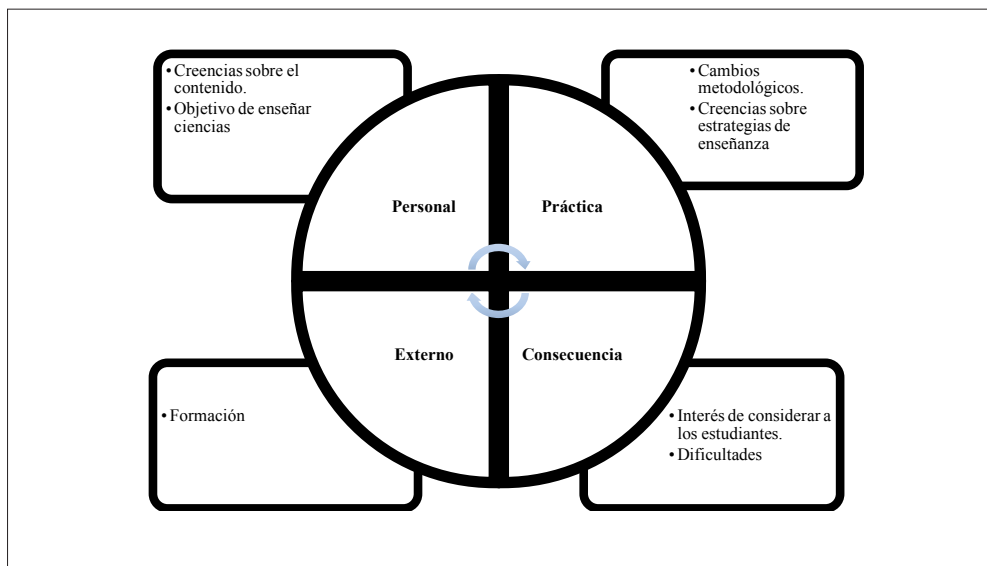 • Creencias sobre el
contenido.
• Objetivo de enseñar
ciencias
• Cambios
metodológicos.
• Creencias sobre
estrategias de
enseñanza
Personal
Práctica
Externo
Consecuencia
• Formación
• Interés de considerar a
los estudiantes.
• Dificultades